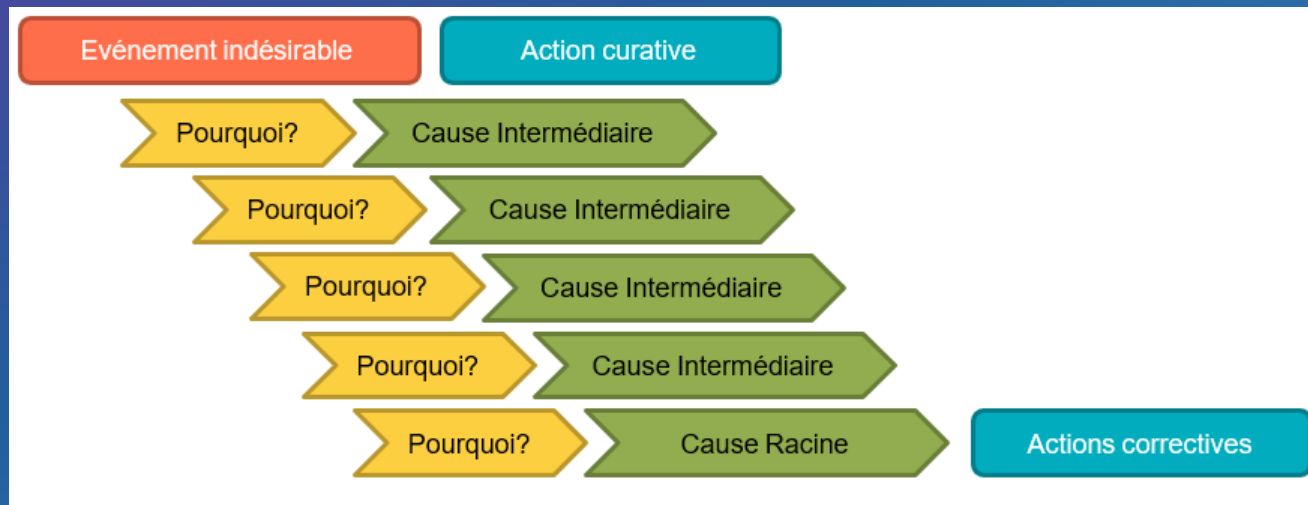 Evénement indésirable
Action curative
Pourquoi?
Cause Intermédiaire
Pourquoi?
Cause Intermédiaire
Pourquoi?
Cause Intermédiaire
Pourquoi?
Cause Intermédiaire
Pourquoi?
Cause Racine
Actions correctives